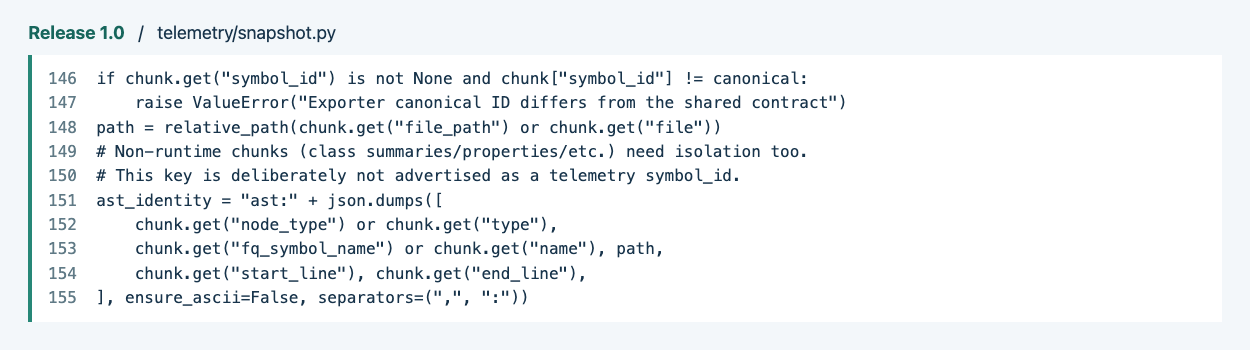 Release 1.0 / telemetry/snapshot.py
146 if chunk.get("symbol_id") is not None and chunk["symbol_id"] != canonical:
147     raise ValueError("Exporter canonical ID differs from the shared contract")
148 path = relative_path(chunk.get("file_path") or chunk.get("file"))
149 # Non-runtime chunks (class summaries/properties/etc.) need isolation too.
150 # This key is deliberately not advertised as a telemetry symbol_id.
151 ast_identity = "ast:" + json.dumps([
152     chunk.get("node_type") or chunk.get("type"),
153     chunk.get("fq_symbol_name") or chunk.get("name"), path,
154     chunk.get("start_line"), chunk.get("end_line"),
155 ], ensure_ascii=False, separators=(",", ":"))